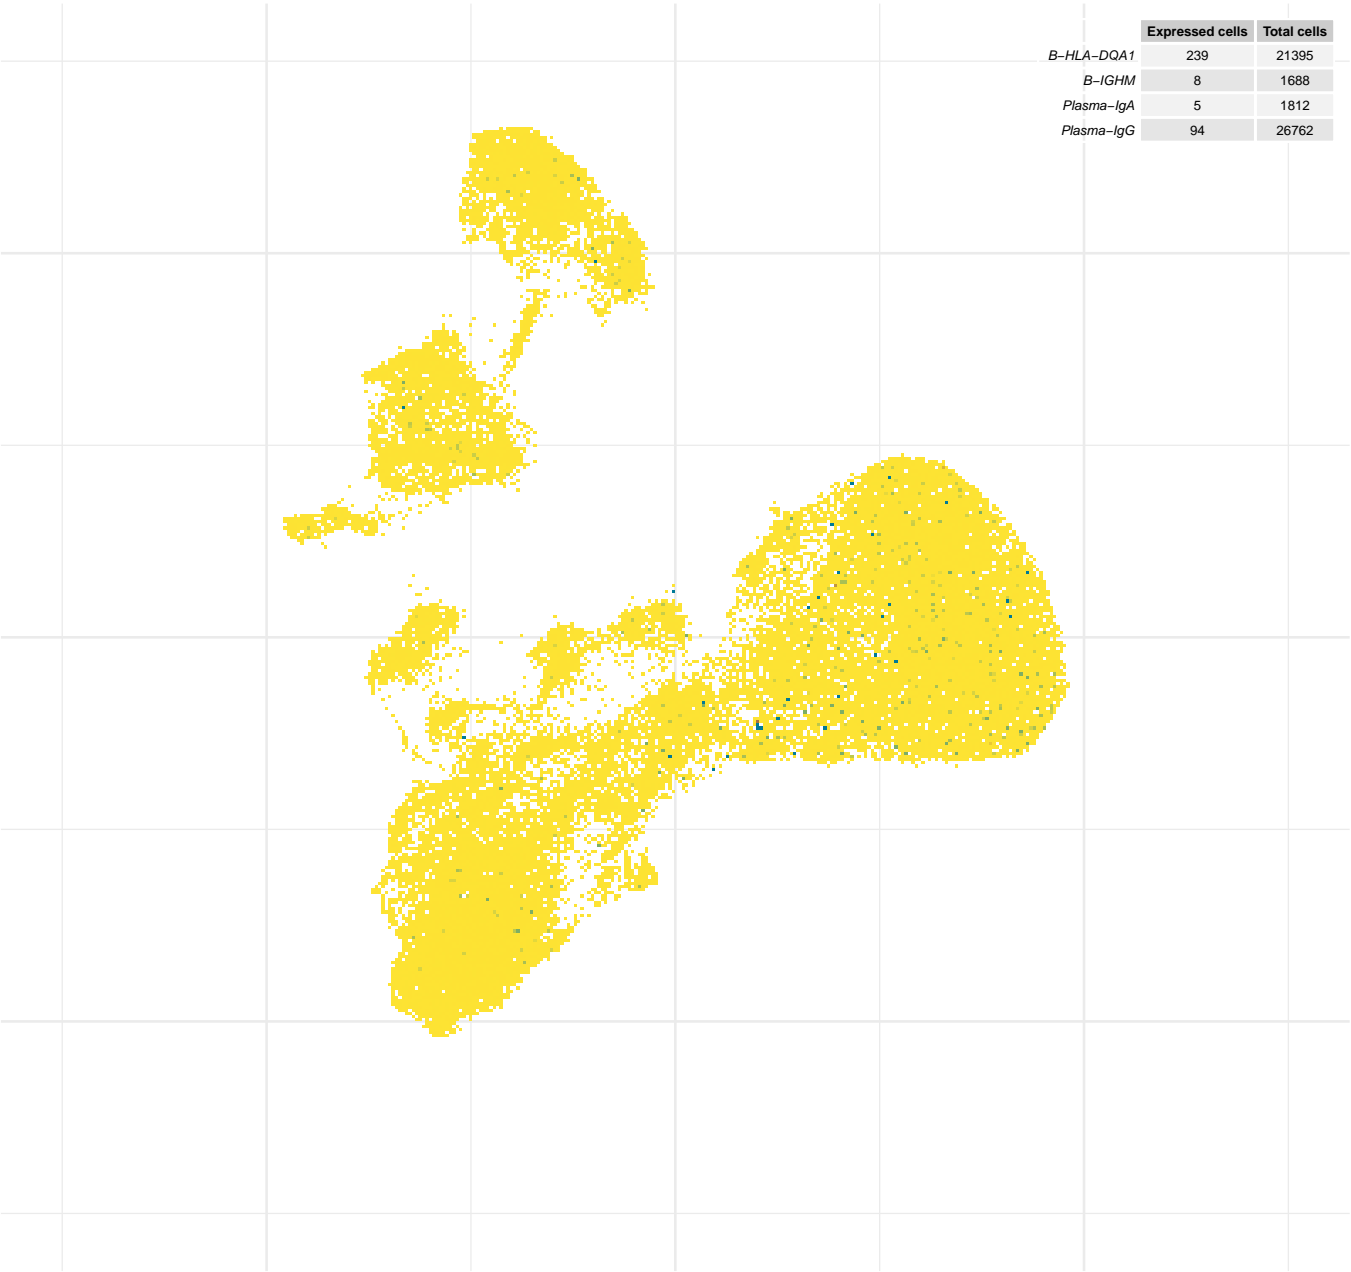 Expressed cells Total cells
B−HLA−DQA1 239 21395
B−IGHM 8 1688
Plasma−IgA 5 1812
Plasma−IgG 94 26762